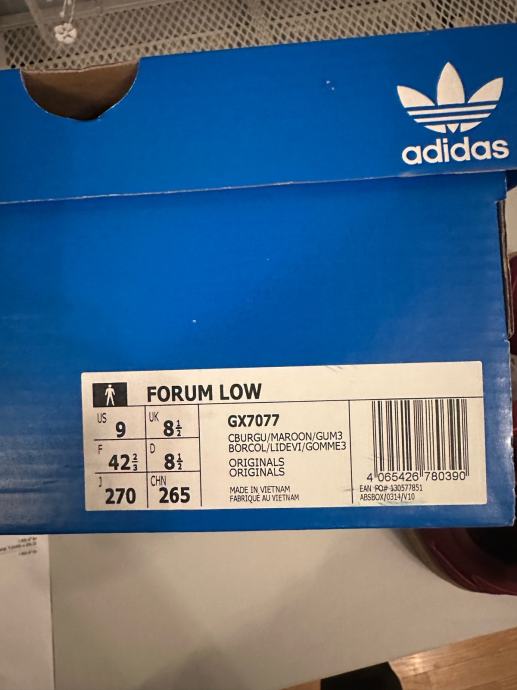 adidas
FORUM LOW
US 9 UK 8½
F 42⅔ D 8½
J 270 CHN 265
GX7077
CBURGU/MAROON/GUM3
BORCOL/LIDEVI/GOMME3
ORIGINALS
ORIGINALS
MADE IN VIETNAM
FABRIQUE AU VIETNAM
4 065426 780390
EAN PO# 130577851
ABSBOX/0314/V10